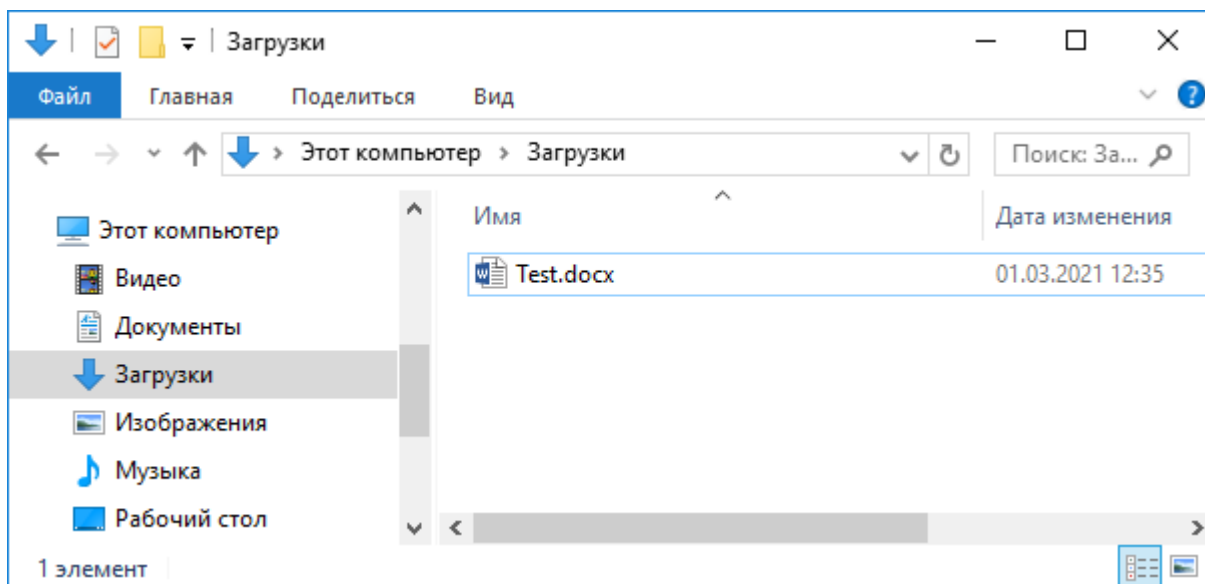 Загрузки
Файл Главная Поделиться Вид
Этот компьютер Загрузки Поиск: За...
Имя Дата изменения
Этот компьютер
Test.docx 01.03.2021 12:35
Видео
Документы
Загрузки
Изображения
Музыка
Рабочий стол
1 элемент